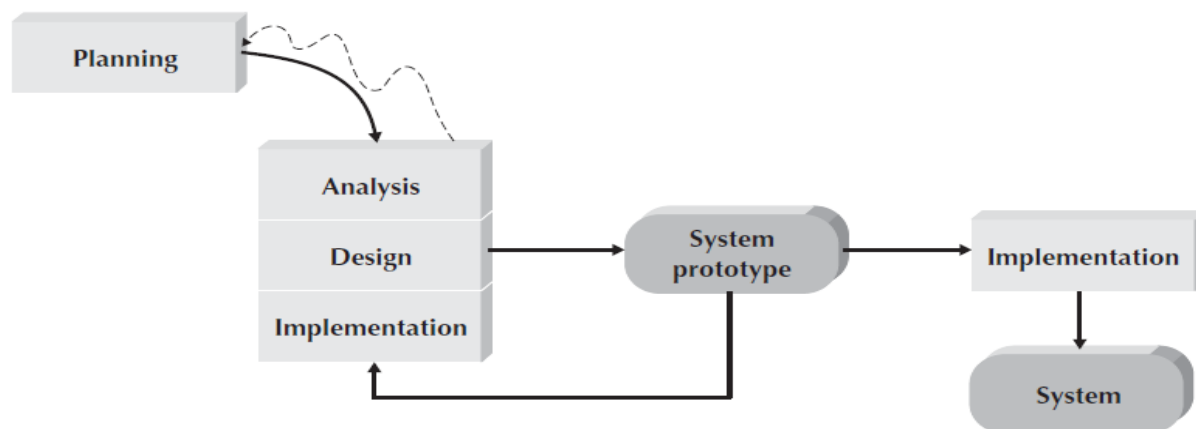 Planning
Analysis
Design
Implementation
System
prototype
Implementation
System